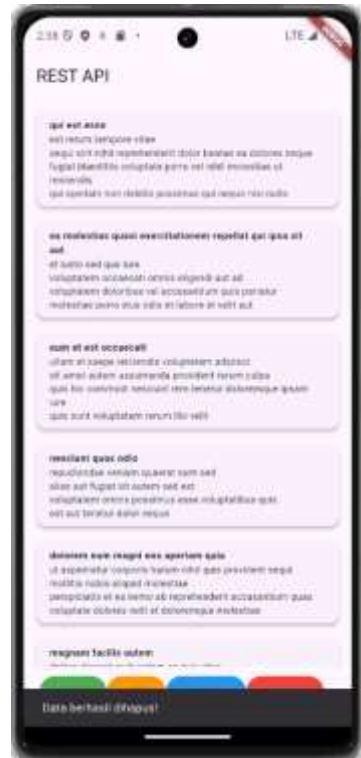 2:38
LTE
REST API
qui est esse
est rerum tempore vitae
sequi sint nihil reprehenderit dolor beatae ea dolores neque
fugiat blanditiis voluptate porro vel nihil molestiae ut
reiciendis
qui aperiam non debitis possimus qui neque nisi nulla
ea molestias quasi exercitationem repellat qui ipsa sit
aut
et iusto sed quo iure
voluptatem occaecati omnis eligendi aut ad
voluptatem doloribus vel accusantium quis pariatur
molestiae porro eius odio et labore et velit aut
eum et est occaecati
ullam et saepe reiciendis voluptatem adipisci
sit amet autem assumenda provident rerum culpa
quis hic commodi nesciunt rem tenetur doloremque ipsam
iure
quis sunt voluptatem rerum illo velit
nesciunt quas odio
repudiandae veniam quaerat sunt sed
alias aut fugiat sit autem sed est
voluptatem omnis possimus esse voluptatibus quis
est aut tenetur dolor neque
dolorem eum magni eos aperiam quia
ut aspernatur corporis harum nihil quis provident sequi
mollitia nobis aliquid molestiae
perspiciatis et ea nemo ab reprehenderit accusantium quas
voluptate dolores velit et doloremque molestiae
magnam facilis autem
Data berhasil dihapus!